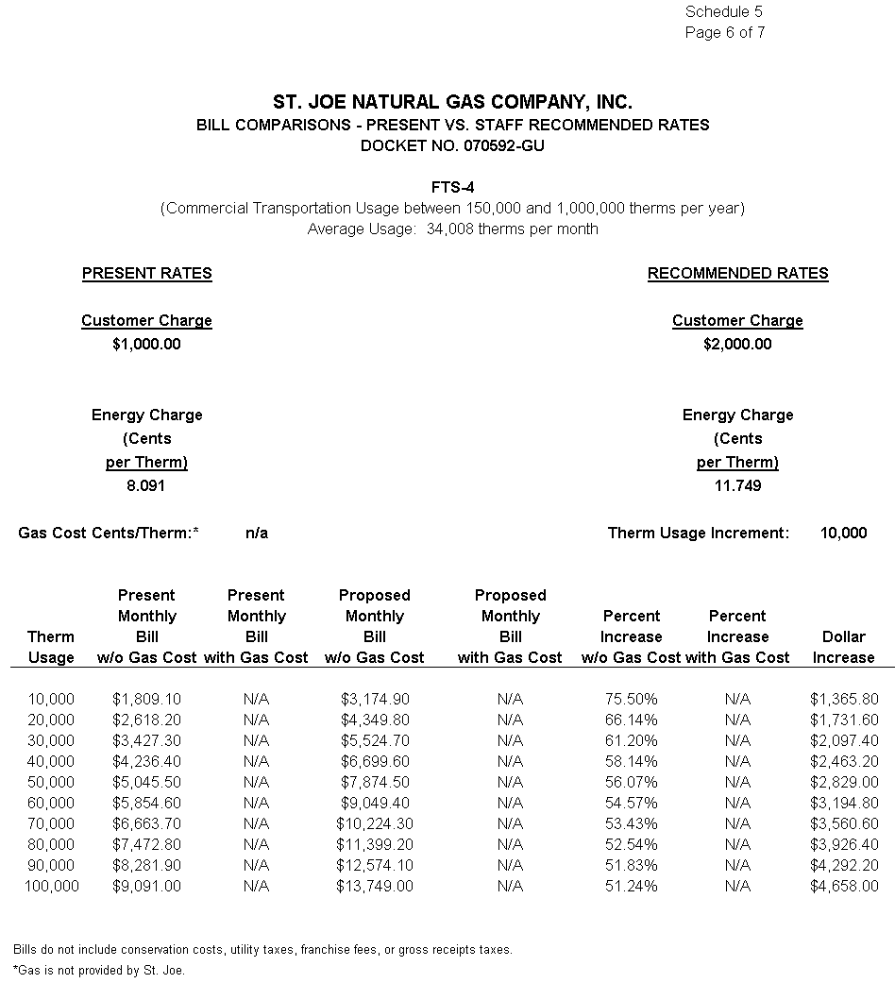 Schedule 5
Page 6 of 7
ST. JOE NATURAL GAS COMPANY, INC.
BILL COMPARISONS - PRESENT VS. STAFF RECOMMENDED RATES
DOCKET NO. 070592-GU
FTS-4
(Commercial Transportation Usage between 150,000 and 1,000,000 therms per year)
Average Usage: 34,008 therms per month
PRESENT RATES RECOMMENDED RATES
Customer Charge Customer Charge
$1,000.00 $2,000.00
Energy Charge Energy Charge
(Cents (Cents
per Therm) per Therm)
8.091 11.749
Gas Cost Cents/Therm:* n/a Therm Usage Increment: 10,000
Present Present Proposed Proposed
Monthly Monthly Monthly Monthly Percent Percent
Therm Bill Bill Bill Bill Increase Increase Dollar
Usage w/o Gas Cost with Gas Cost w/o Gas Cost with Gas Cost w/o Gas Cost with Gas Cost Increase
10,000 $1,809.10 N/A $3,174.90 N/A 75.50% N/A $1,365.80
20,000 $2,618.20 N/A $4,349.80 N/A 66.14% N/A $1,731.60
30,000 $3,427.30 N/A $5,524.70 N/A 61.20% N/A $2,097.40
40,000 $4,236.40 N/A $6,699.60 N/A 58.14% N/A $2,463.20
50,000 $5,045.50 N/A $7,874.50 N/A 56.07% N/A $2,829.00
60,000 $5,854.60 N/A $9,049.40 N/A 54.57% N/A $3,194.80
70,000 $6,663.70 N/A $10,224.30 N/A 53.43% N/A $3,560.60
80,000 $7,472.80 N/A $11,399.20 N/A 52.54% N/A $3,926.40
90,000 $8,281.90 N/A $12,574.10 N/A 51.83% N/A $4,292.20
100,000 $9,091.00 N/A $13,749.00 N/A 51.24% N/A $4,658.00
Bills do not include conservation costs, utility taxes, franchise fees, or gross receipts taxes.
*Gas is not provided by St. Joe.